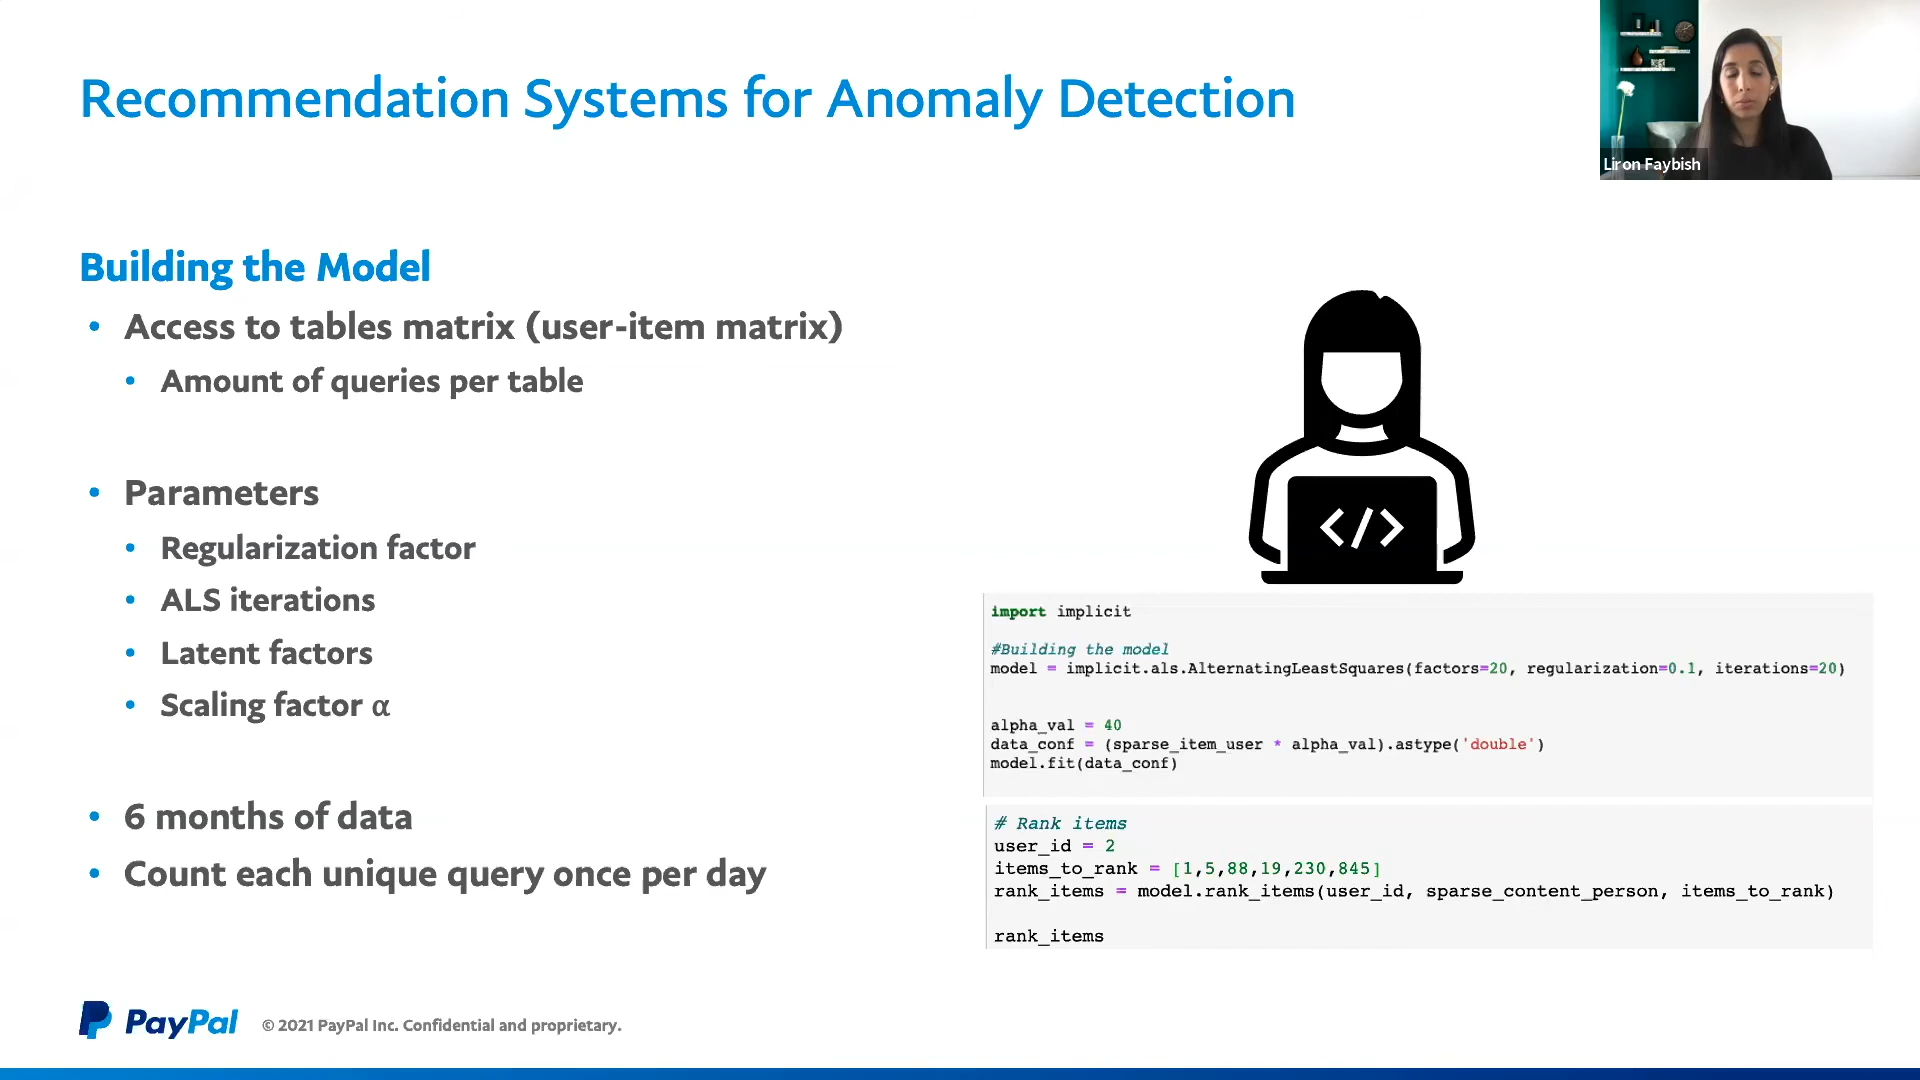 Recommendation Systems for Anomaly Detection
Liron Faybish
Building the Model
• Access to tables matrix (user-item matrix)
• Amount of queries per table
• Parameters
• Regularization factor
• ALS iterations
• Latent factors
• Scaling factor α
• 6 months of data
• Count each unique query once per day
</>
import implicit
#Building the model
model = implicit.als.AlternatingLeastSquares(factors=20, regularization=0.1, iterations=20)
alpha_val = 40
data_conf = (sparse_item_user * alpha_val).astype('double')
model.fit(data_conf)
# Rank items
user_id = 2
items_to_rank = [1,5,88,19,230,845]
rank_items = model.rank_items(user_id, sparse_content_person, items_to_rank)
rank_items
PayPal
© 2021 PayPal Inc. Confidential and proprietary.